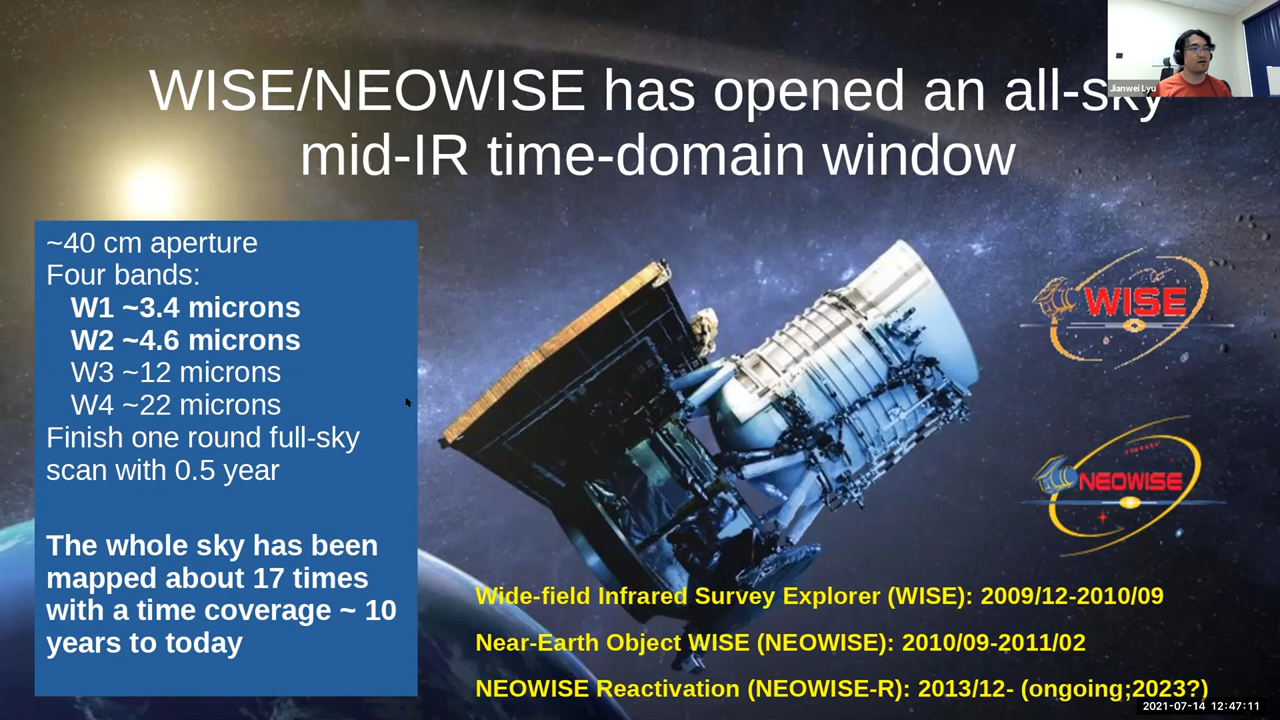 WISE/NEOWISE has opened an all-sky
mid-IR time-domain window
Jianwei Lyu
~40 cm aperture
Four bands:
W1 ~3.4 microns
W2 ~4.6 microns
W3 ~12 microns
W4 ~22 microns
Finish one round full-sky
scan with 0.5 year
The whole sky has been
mapped about 17 times
with a time coverage ~ 10
years to today
WISE
NEOWISE
Wide-field Infrared Survey Explorer (WISE): 2009/12-2010/09
Near-Earth Object WISE (NEOWISE): 2010/09-2011/02
NEOWISE Reactivation (NEOWISE-R): 2013/12- (ongoing;2023?)
2021-07-14 12:47:11